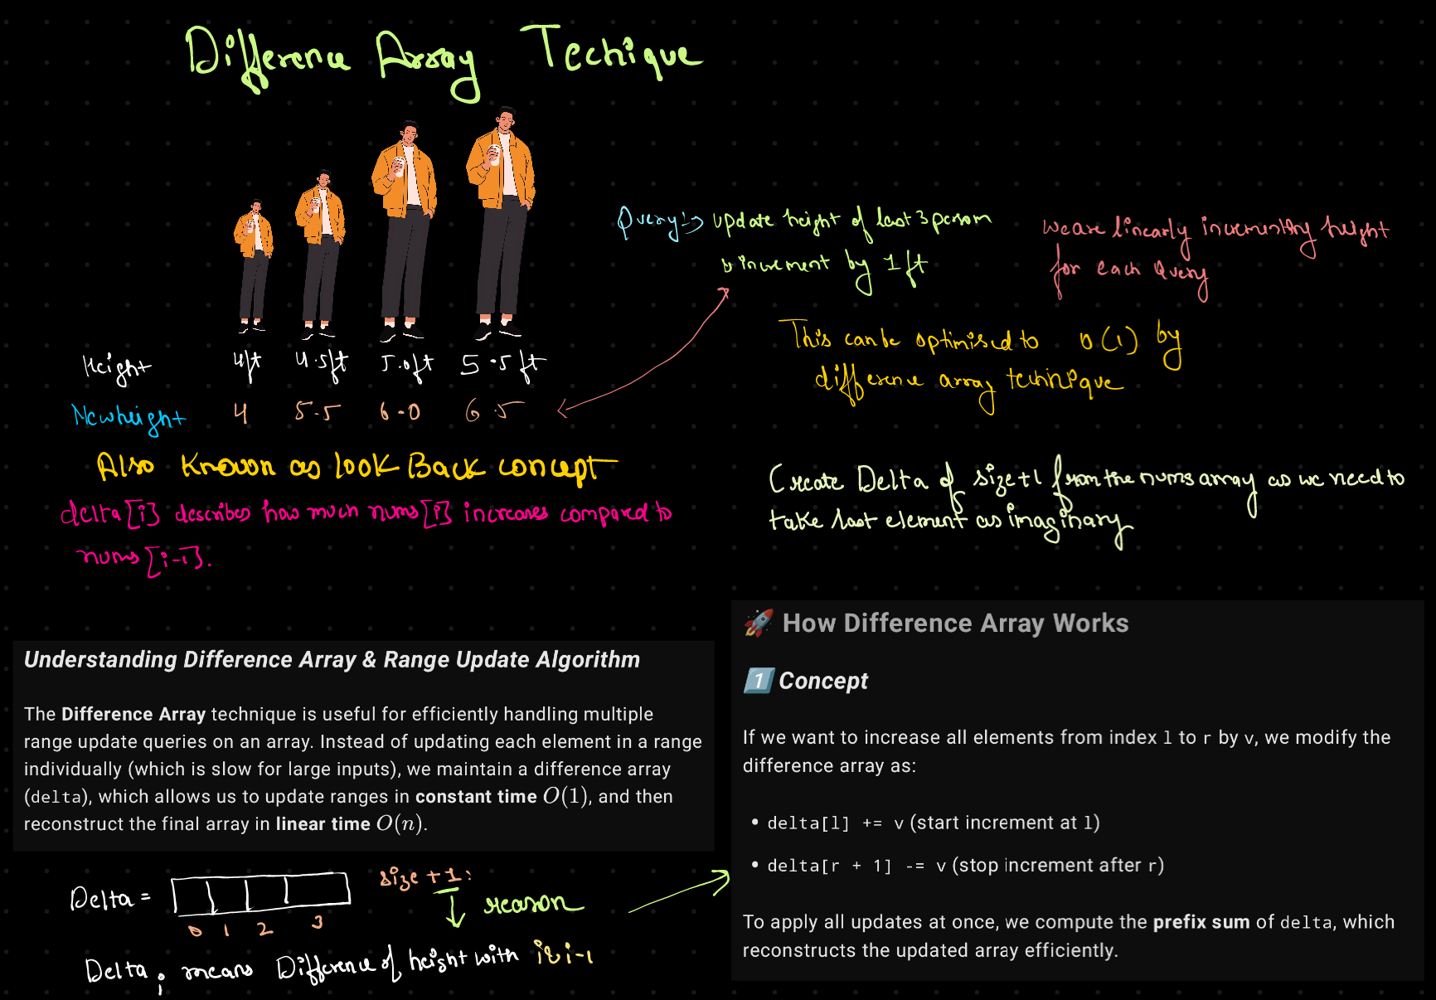 Difference Array Techique
Query:→ update height of last 3 person
↳ increment by 1ft
we are linearly incrementing height
for each Query
This can be optimised to O(1) by
difference array technique
Height 4ft 4.5ft 5.0ft 5.5ft
New height 4 5.5 6.0 6.5
Also Known as look Back concept
delta[i] describes how much nums[i] increases compared to
nums[i-1].
Create Delta of size+1 from the nums array as we need to
take last element as imaginary
Understanding Difference Array & Range Update Algorithm
The Difference Array technique is useful for efficiently handling multiple
range update queries on an array. Instead of updating each element in a range
individually (which is slow for large inputs), we maintain a difference array
(delta), which allows us to update ranges in constant time O(1), and then
reconstruct the final array in linear time O(n).
Delta =
0 1 2 3
size +1:
reason
Delta i means Difference of height with i & i-1
🚀 How Difference Array Works
1️⃣ Concept
If we want to increase all elements from index l to r by v, we modify the
difference array as:
• delta[l] += v (start increment at l)
• delta[r + 1] -= v (stop increment after r)
To apply all updates at once, we compute the prefix sum of delta, which
reconstructs the updated array efficiently.